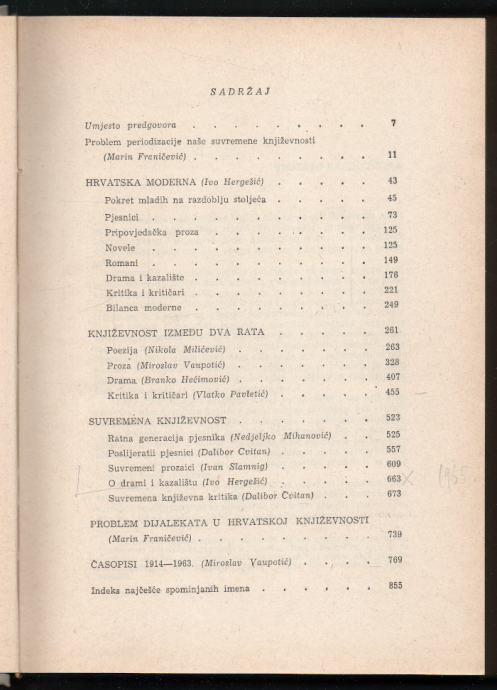 SADRŽAJ
Umjesto predgovora . . . . . . . . . 7
Problem periodizacije naše suvremene književnosti
(Marin Franičević) . . . . . . . . 11
HRVATSKA MODERNA (Ivo Hergešić) . . . . . 43
Pokret mladih na razdoblju stoljeća . . . . . 45
Pjesnici . . . . . . . . . . 73
Pripovjedačka proza . . . . . . . . 125
Novele . . . . . . . . . . 125
Romani . . . . . . . . . . 149
Drama i kazalište . . . . . . . . 176
Kritika i kritičari . . . . . . . . 221
Bilanca moderne . . . . . . . . 249
KNJIŽEVNOST IZMEĐU DVA RATA . . . . . 261
Poezija (Nikola Milićević) . . . . . . . 263
Proza (Miroslav Vaupotić) . . . . . . . 328
Drama (Branko Hećimović) . . . . . . . 407
Kritika i kritičari (Vlatko Pavletić) . . . . . 455
SUVREMENA KNJIŽEVNOST . . . . . . . 523
Ratna generacija pjesnika (Nedjeljko Mihanović) . . 525
Poslijeratii pjesnici (Dalibor Cvitan) . . . . 557
Suvremeni prozaici (Ivan Slamnig) . . . . . 609
O drami i kazalištu (Ivo Hergešić) . . . . . 663 x 1965.
Suvremena književna kritika (Dalibor Cvitan) . . . 673
PROBLEM DIJALEKATA U HRVATSKOJ KNJIŽEVNOSTI
(Marin Franičević) . . . . . . . . 739
ČASOPISI 1914—1963. (Miroslav Vaupotić) . . . . 769
Indeks najčešće spominjanih imena . . . . . . 855